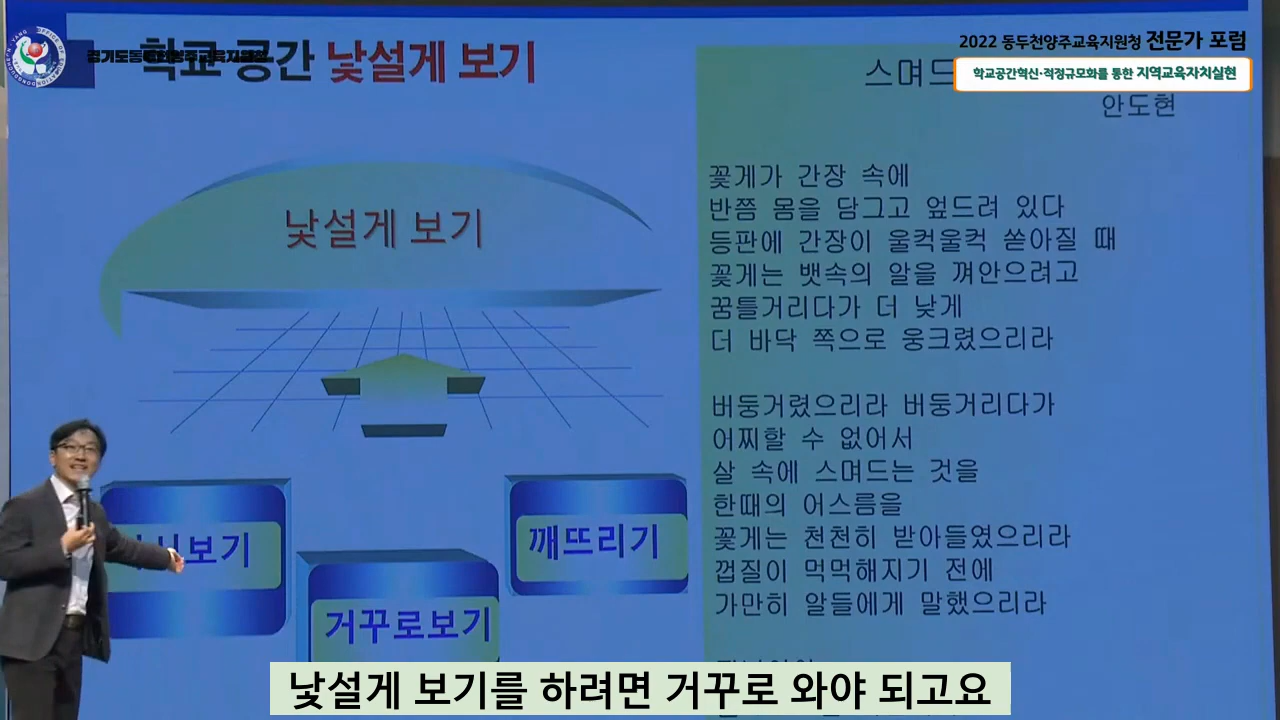 학교 공간 낯설게 보기
2022 동두천양주교육지원청 전문가 포럼
학교공간혁신·적정규모화를 통한 지역교육자치실현
스며드
안도현
낯설게 보기
꽃게가 간장 속에
반쯤 몸을 담그고 엎드려 있다
등판에 간장이 울컥울컥 쏟아질 때
꽃게는 뱃속의 알을 껴안으려고
꿈틀거리다가 더 낮게
더 바닥 쪽으로 웅크렸으리라
버둥거렸으리라 버둥거리다가
어찌할 수 없어서
살 속에 스며드는 것을
한때의 어스름을
꽃게는 천천히 받아들였으리라
껍질이 먹먹해지기 전에
가만히 알들에게 말했으리라
보기
거꾸로보기
깨뜨리기
낯설게 보기를 하려면 거꾸로 와야 되고요